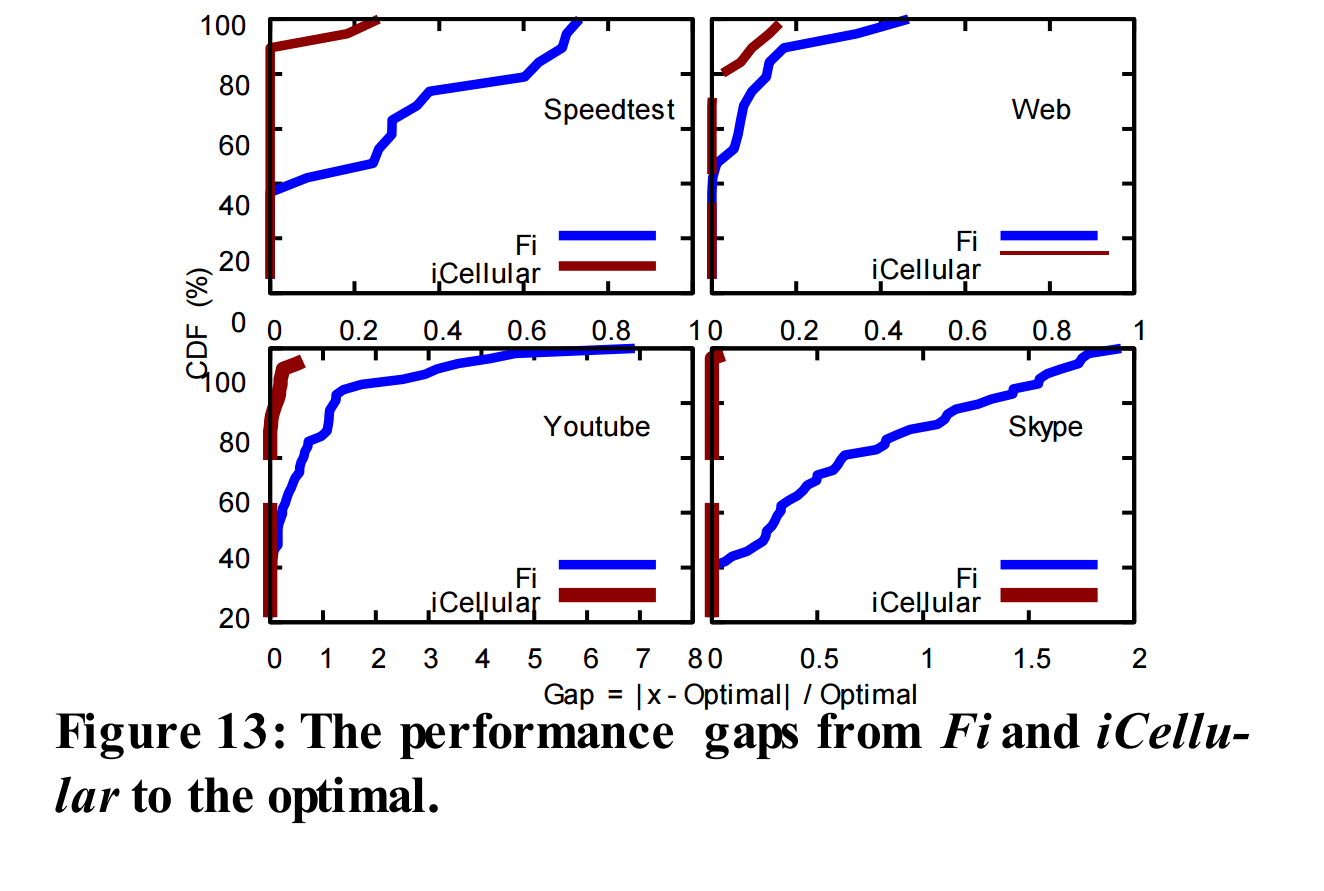 100
80
60
40
20
0
CDF (%)
Speedtest
Fi
iCellular
0 0.2 0.4 0.6 0.8 1
Web
Fi
iCellular
0 0.2 0.4 0.6 0.8 1
100
80
60
40
20
Youtube
Fi
iCellular
0 1 2 3 4 5 6 7 8
Skype
Fi
iCellular
0 0.5 1 1.5 2
Gap = |x - Optimal| / Optimal
Figure 13: The performance gaps from Fi and iCellu-
lar to the optimal.